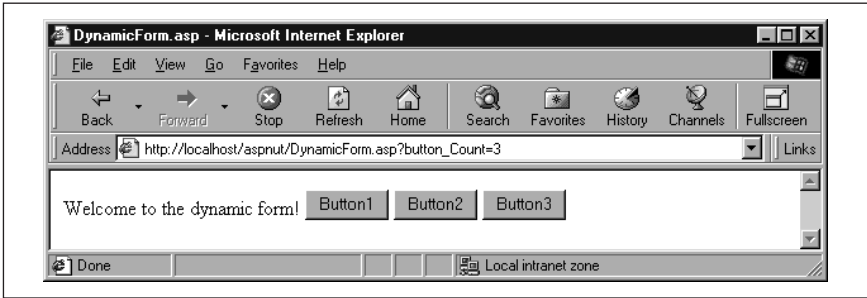 DynamicForm.asp - Microsoft Internet Explorer
File Edit View Go Favorites Help
Back Forward Stop Refresh Home Search Favorites History Channels Fullscreen
Address http://localhost/aspnut/DynamicForm.asp?button_Count=3 Links
Welcome to the dynamic form! Button1 Button2 Button3
Done Local intranet zone